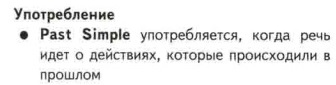 Употребление
● Past Simple употребляется, когда речь
идет о действиях, которые происходили в
прошлом